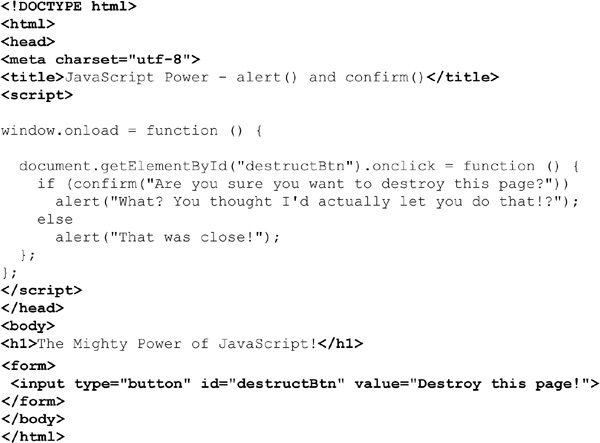 <!DOCTYPE html>
<html>
<head>
<meta charset="utf-8">
<title>JavaScript Power – alert() and confirm()</title>
<script>
window.onload = function () {
document.getElementById("destructBtn").onclick = function () {
if (confirm("Are you sure you want to destroy this page?"))
alert("What? You thought I'd actually let you do that!?");
else
alert("That was close!");
};
};
</script>
</head>
<body>
<h1>The Mighty Power of JavaScript!</h1>
<form>
<input type="button" id="destructBtn" value="Destroy this page!">
</form>
</body>
</html>